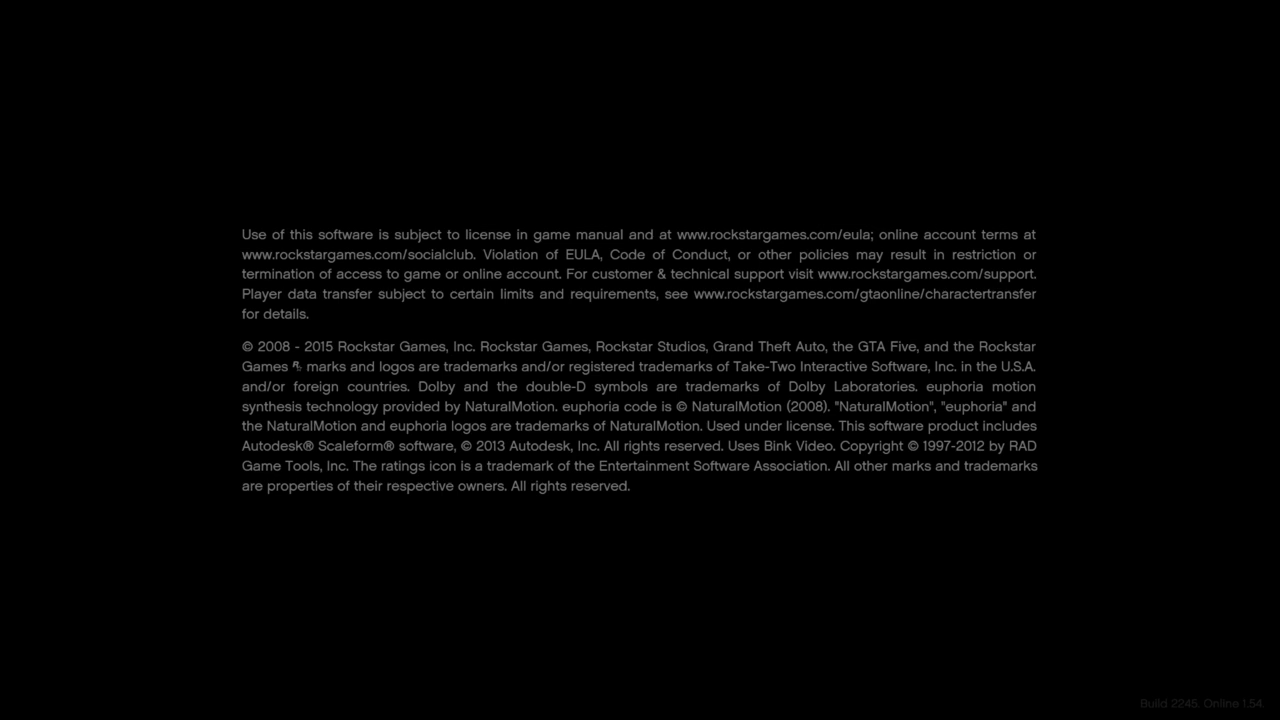 Use of this software is subject to license in game manual and at www.rockstargames.com/eula; online account terms at
www.rockstargames.com/socialclub. Violation of EULA, Code of Conduct, or other policies may result in restriction or
termination of access to game or online account. For customer & technical support visit www.rockstargames.com/support.
Player data transfer subject to certain limits and requirements, see www.rockstargames.com/gtaonline/charactertransfer
for details.
© 2008 - 2015 Rockstar Games, Inc. Rockstar Games, Rockstar Studios, Grand Theft Auto, the GTA Five, and the Rockstar
Games R* marks and logos are trademarks and/or registered trademarks of Take-Two Interactive Software, Inc. in the U.S.A.
and/or foreign countries. Dolby and the double-D symbols are trademarks of Dolby Laboratories. euphoria motion
synthesis technology provided by NaturalMotion. euphoria code is © NaturalMotion (2008). "NaturalMotion", "euphoria" and
the NaturalMotion and euphoria logos are trademarks of NaturalMotion. Used under license. This software product includes
Autodesk® Scaleform® software, © 2013 Autodesk, Inc. All rights reserved. Uses Bink Video. Copyright © 1997-2012 by RAD
Game Tools, Inc. The ratings icon is a trademark of the Entertainment Software Association. All other marks and trademarks
are properties of their respective owners. All rights reserved.
Build 2245. Online 1.54.